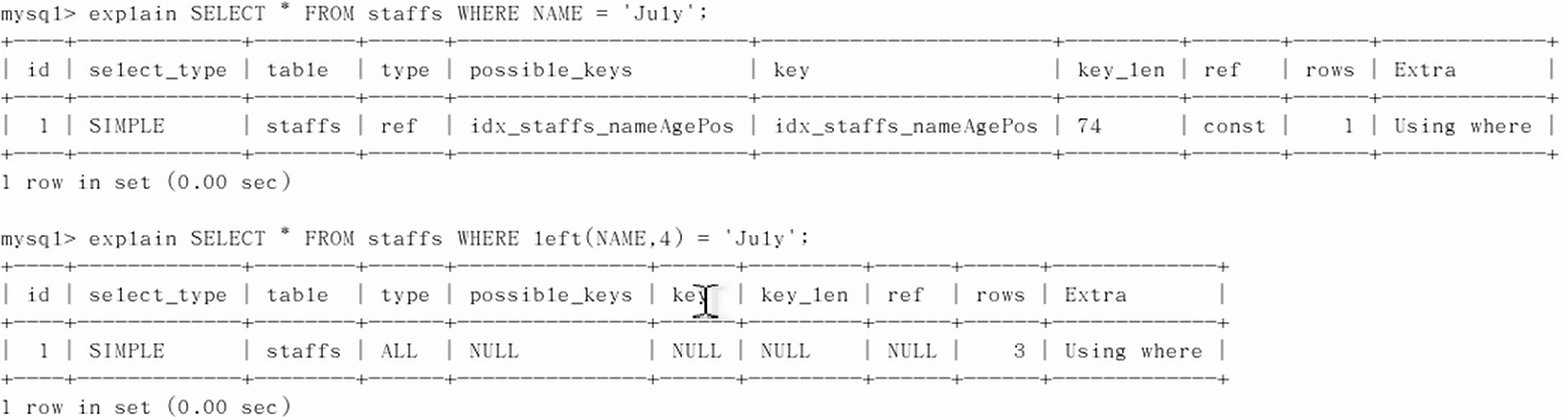 mysql> explain SELECT * FROM staffs WHERE NAME = 'July';
+----+-------------+--------+------+-----------------------+-----------------------+---------+-------+------+-------------+
| id | select_type | table | type | possible_keys | key | key_len | ref | rows | Extra |
+----+-------------+--------+------+-----------------------+-----------------------+---------+-------+------+-------------+
| 1 | SIMPLE | staffs | ref | idx_staffs_nameAgePos | idx_staffs_nameAgePos | 74 | const | 1 | Using where |
+----+-------------+--------+------+-----------------------+-----------------------+---------+-------+------+-------------+
1 row in set (0.00 sec)
mysql> explain SELECT * FROM staffs WHERE left(NAME,4) = 'July';
+----+-------------+--------+------+---------------+------+---------+------+------+-------------+
| id | select_type | table | type | possible_keys | key | key_len | ref | rows | Extra |
+----+-------------+--------+------+---------------+------+---------+------+------+-------------+
| 1 | SIMPLE | staffs | ALL | NULL | NULL | NULL | NULL | 3 | Using where |
+----+-------------+--------+------+---------------+------+---------+------+------+-------------+
1 row in set (0.00 sec)